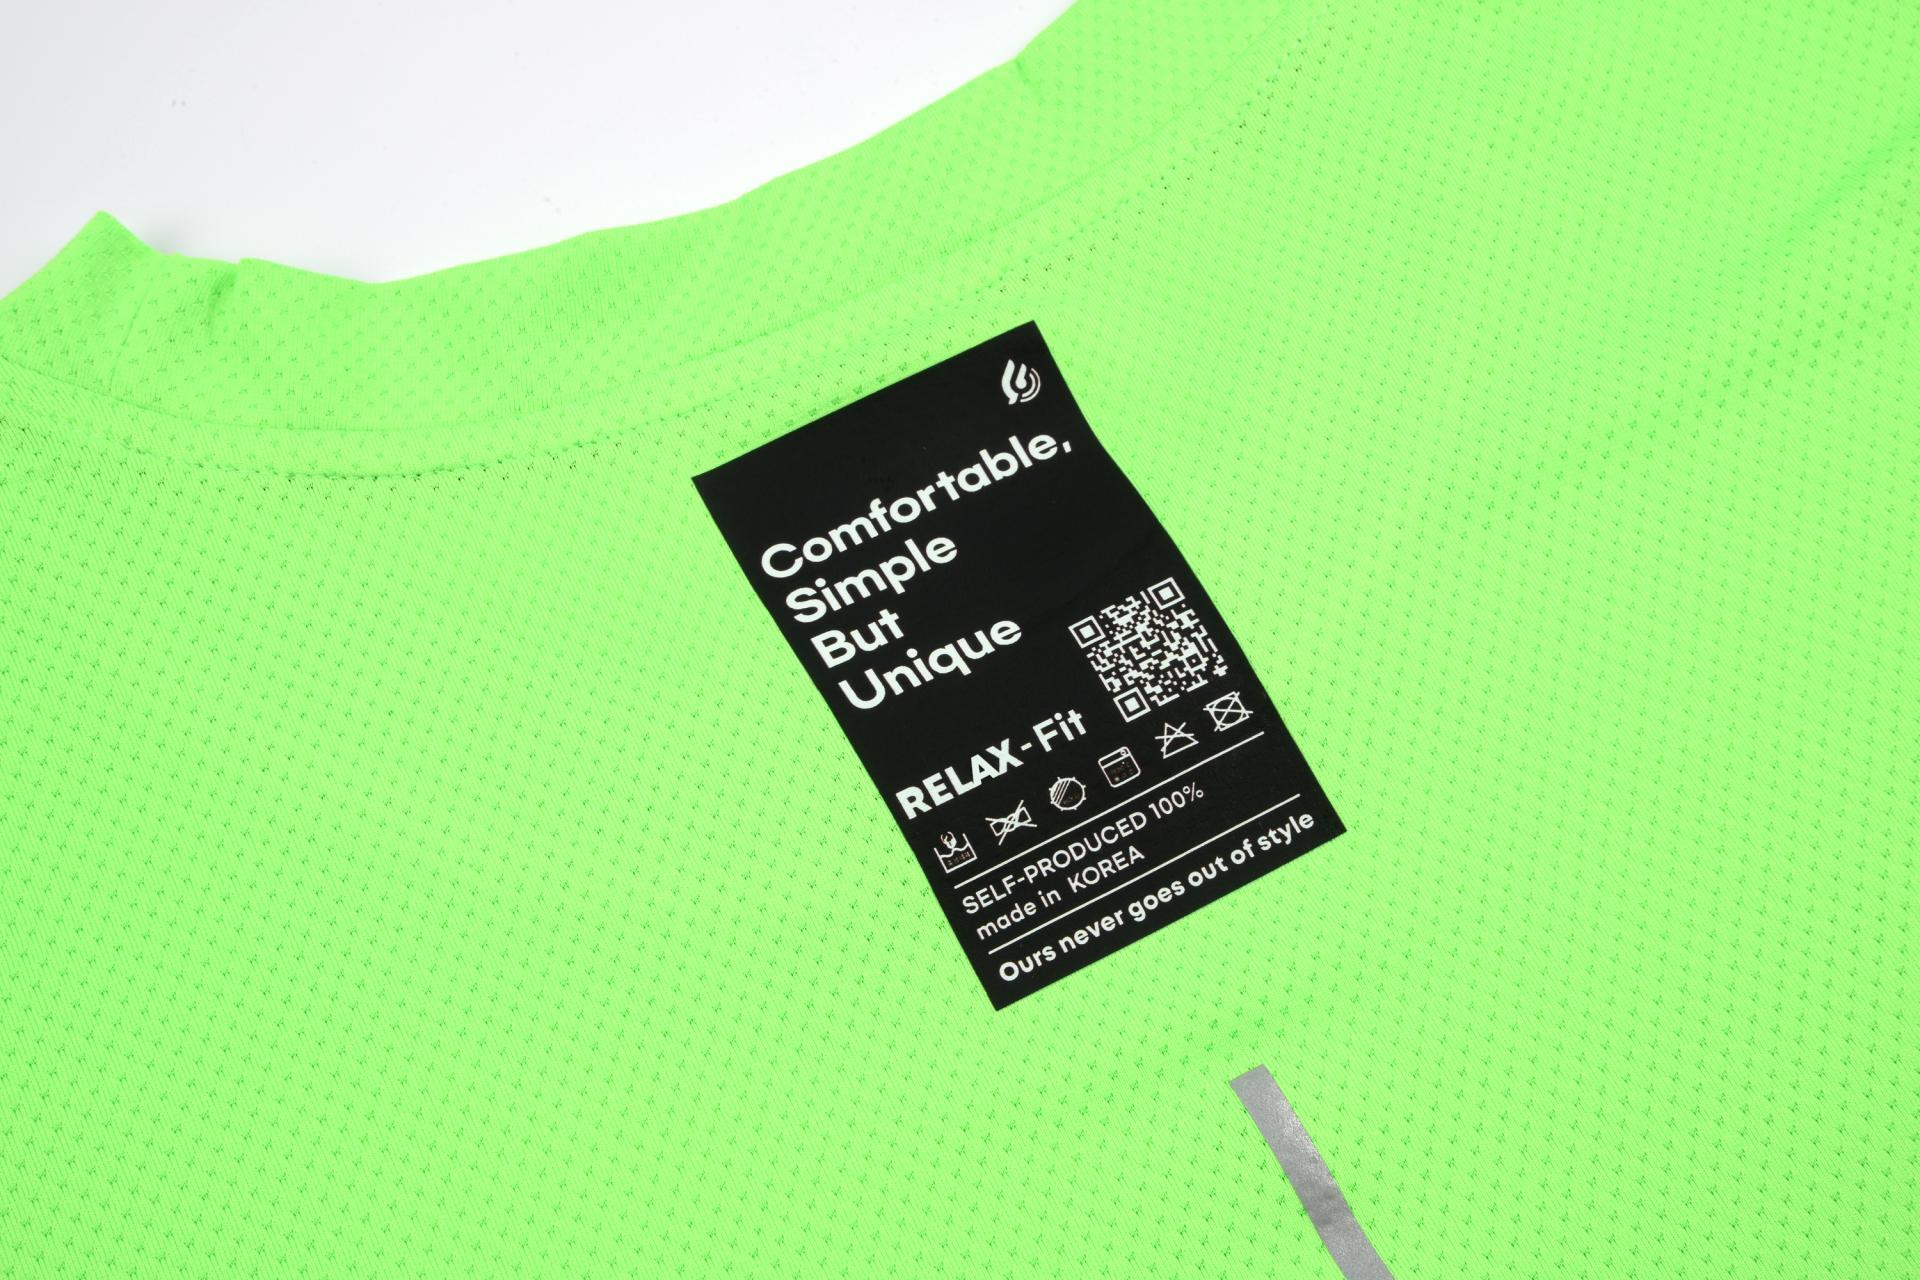 Comfortable,
Simple
But
Unique
RELAX-Fit
SELF-PRODUCED 100%
made in KOREA
Ours never goes out of style